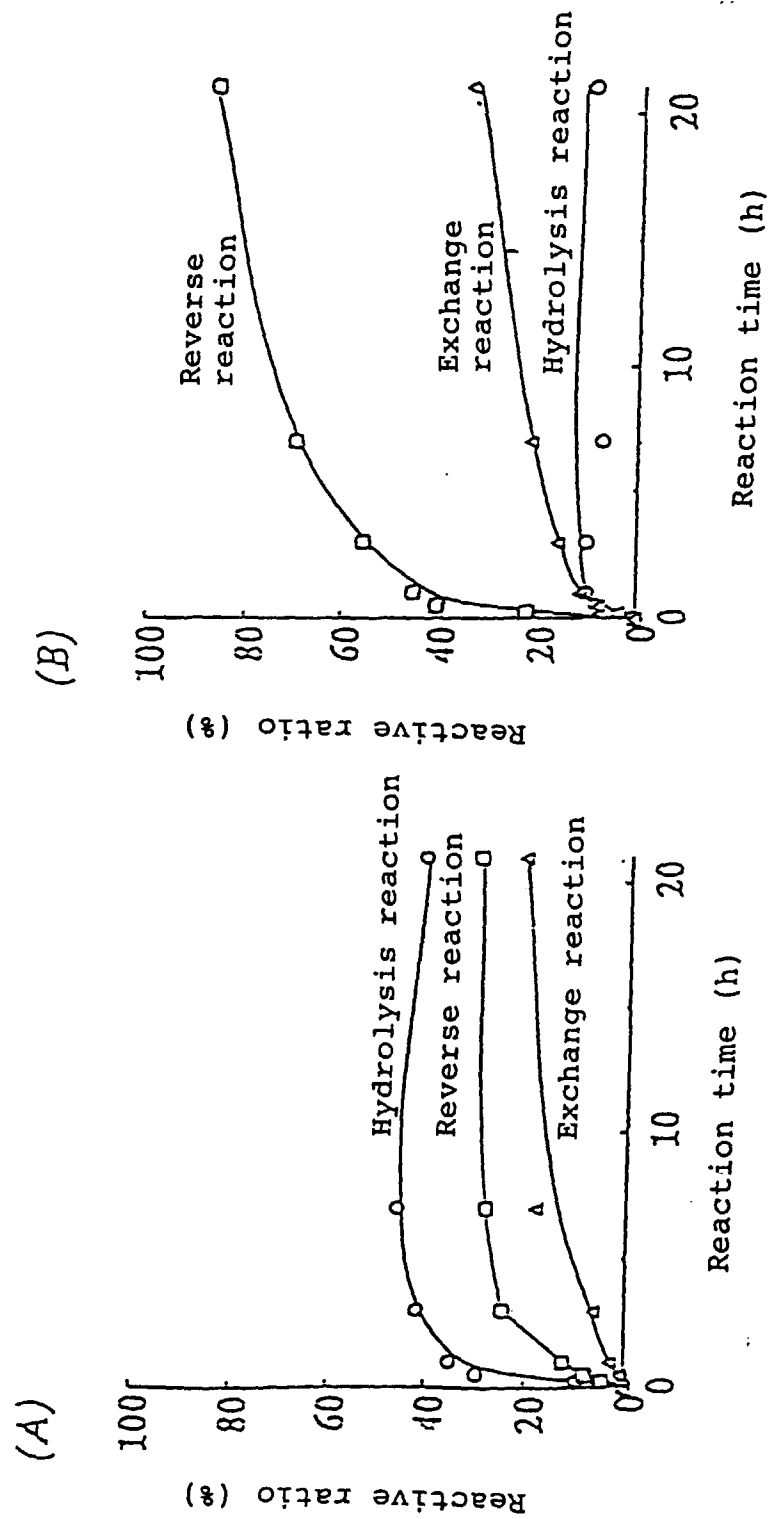 (A)
Reactive ratio (%)
100
80
60
40
20
0
0
10
20
Reaction time (h)
Hydrolysis reaction
Reverse reaction
Exchange reaction
(B)
Reactive ratio (%)
100
80
60
40
20
0
0
10
20
Reaction time (h)
Reverse
reaction
Exchange
reaction
Hydrolysis reaction